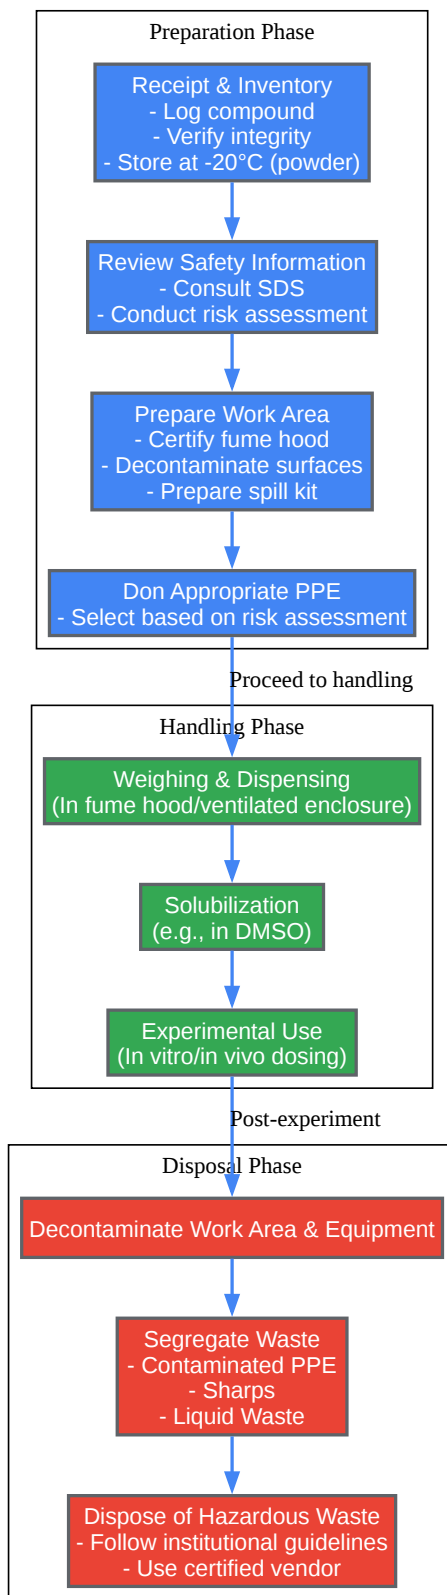 Preparation Phase
Receipt & Inventory
- Log compound
- Verify integrity
- Store at -20°C (powder)
Review Safety Information
- Consult SDS
- Conduct risk assessment
Prepare Work Area
- Certify fume hood
- Decontaminate surfaces
- Prepare spill kit
Don Appropriate PPE
- Select based on risk assessment
Proceed to handling
Handling Phase
Weighing & Dispensing
(In fume hood/ventilated enclosure)
Solubilization
(e.g., in DMSO)
Experimental Use
(In vitro/in vivo dosing)
Post-experiment
Disposal Phase
Decontaminate Work Area & Equipment
Segregate Waste
- Contaminated PPE
- Sharps
- Liquid Waste
Dispose of Hazardous Waste
- Follow institutional guidelines
- Use certified vendor